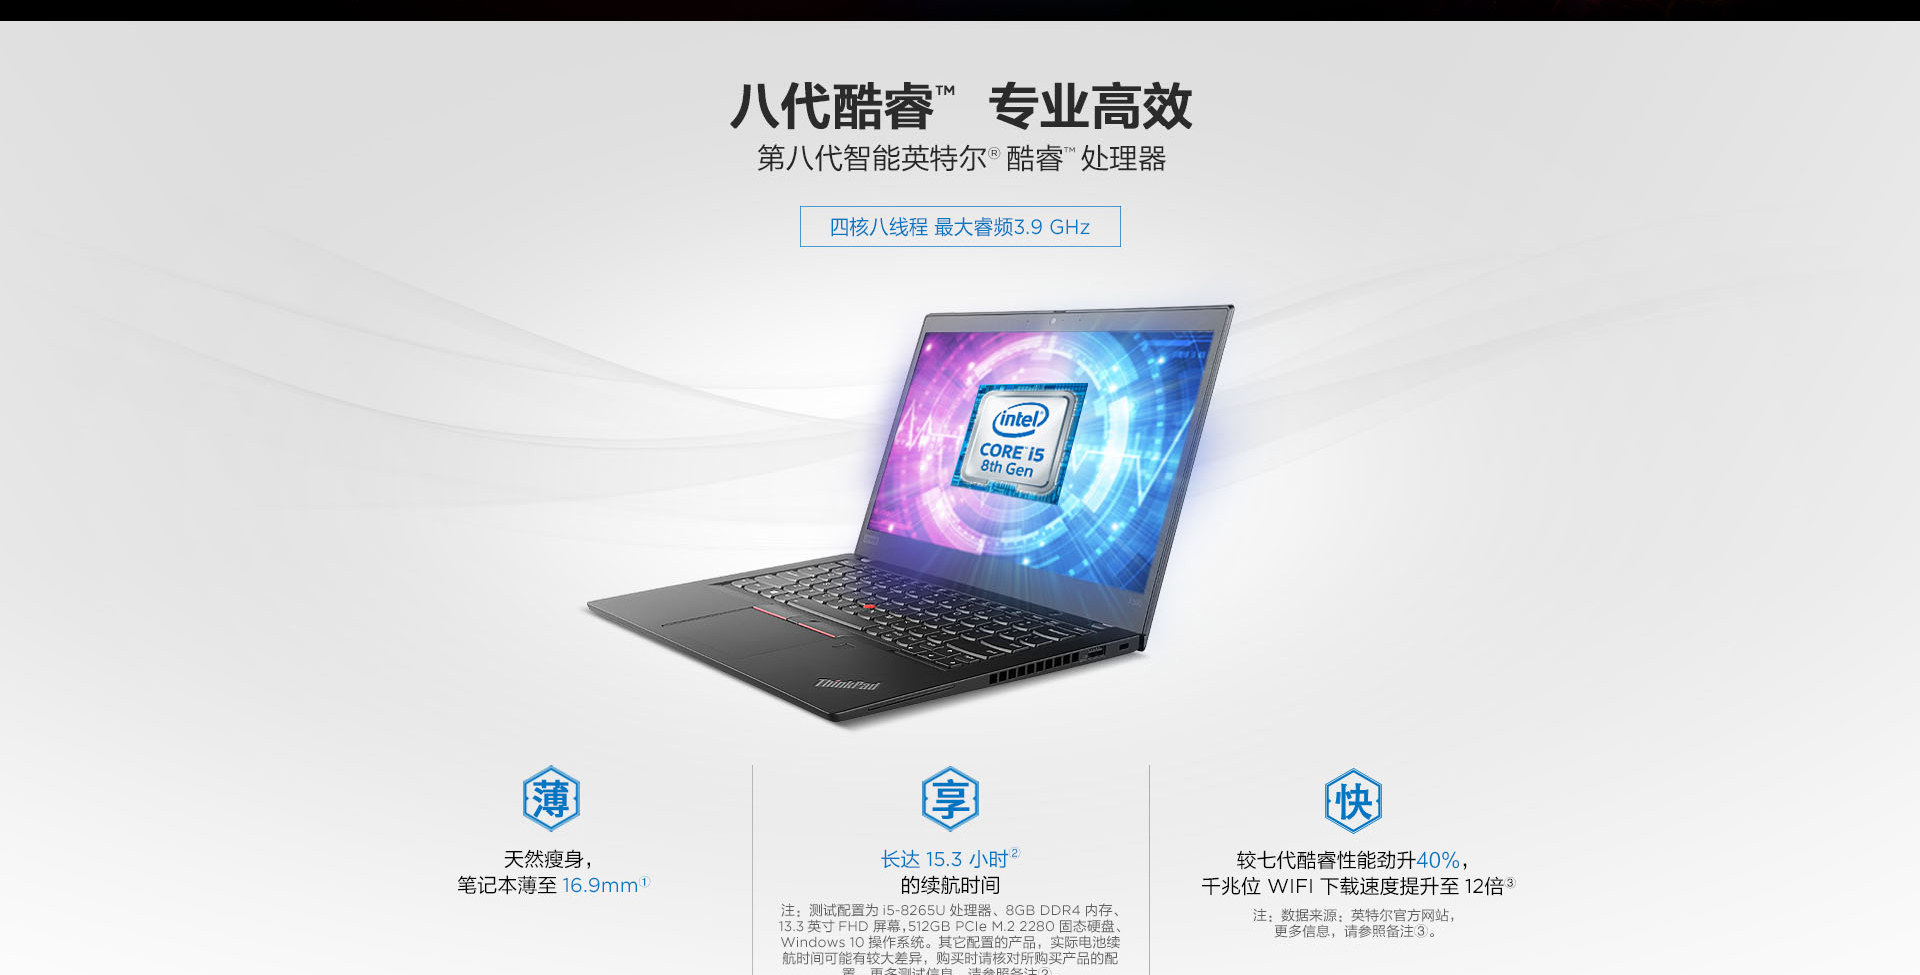 八代酷睿™ 专业高效
第八代智能英特尔® 酷睿™ 处理器
四核八线程 最大睿频3.9 GHz
intel
CORE™ i5
8th Gen
ThinkPad
薄
天然瘦身，
笔记本薄至 16.9mm①
享
长达 15.3 小时②
的续航时间
注：测试配置为 i5-8265U 处理器、8GB DDR4 内存、
13.3 英寸 FHD 屏幕，512GB PCIe M.2 2280 固态硬盘、
Windows 10 操作系统。其它配置的产品，实际电池续
航时间可能有较大差异，购买时请核对所购买产品的配
置，更多测试信息，请参照备注②
快
较七代酷睿性能劲升40%，
千兆位 WIFI 下载速度提升至 12倍③
注：数据来源：英特尔官方网站，
更多信息，请参照备注③。